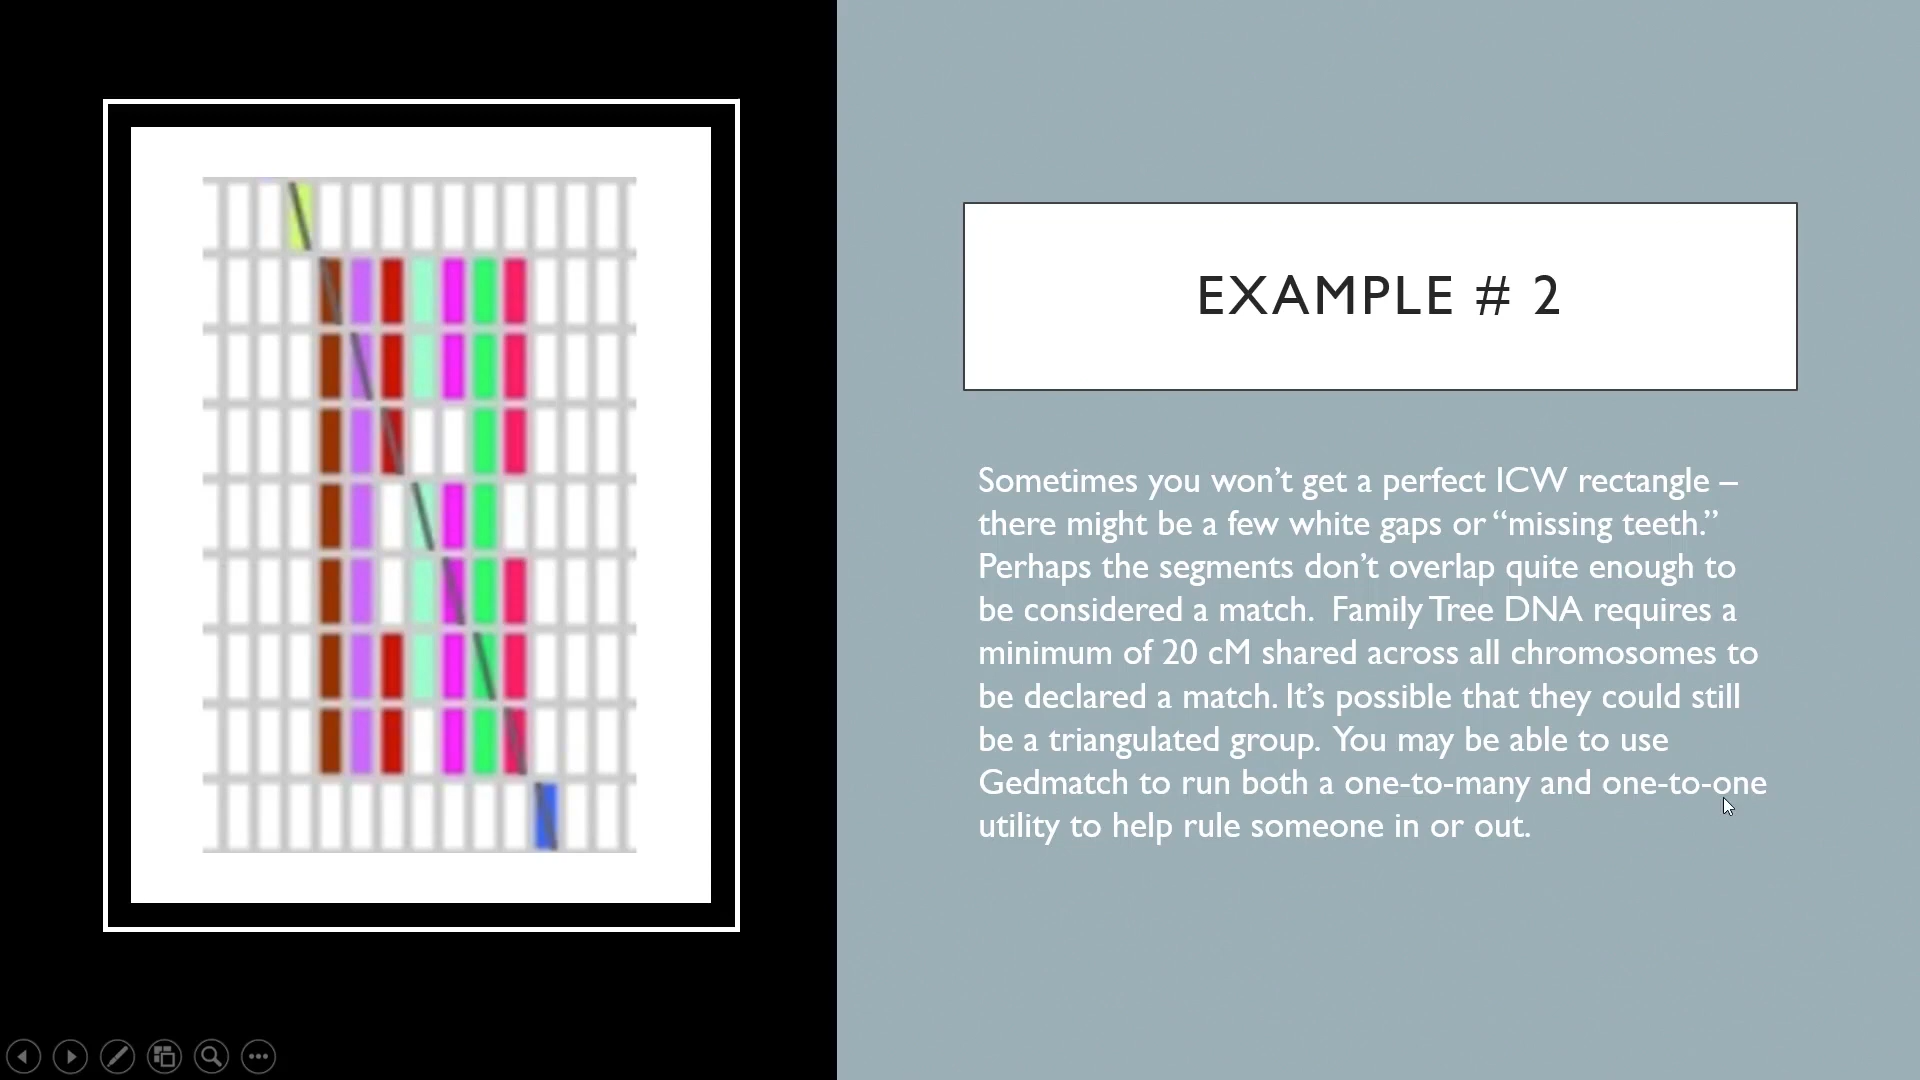 EXAMPLE # 2
Sometimes you won’t get a perfect ICW rectangle –
there might be a few white gaps or “missing teeth.”
Perhaps the segments don’t overlap quite enough to
be considered a match.  Family Tree DNA requires a
minimum of 20 cM shared across all chromosomes to
be declared a match. It’s possible that they could still
be a triangulated group.  You may be able to use
Gedmatch to run both a one-to-many and one-to-one
utility to help rule someone in or out.